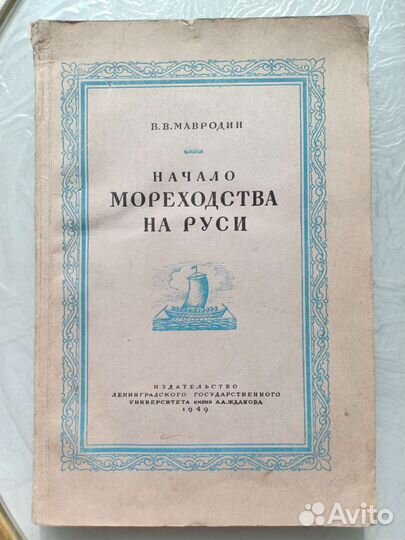 В. В. МАВРОДИН
НАЧАЛО
МОРЕХОДСТВА
НА РУСИ
ИЗДАТЕЛЬСТВО
ЛЕНИНГРАДСКОГО ГОСУДАРСТВЕННОГО
УНИВЕРСИТЕТА ИМЕНИ А.А.ЖДАНОВА
1949
Avito